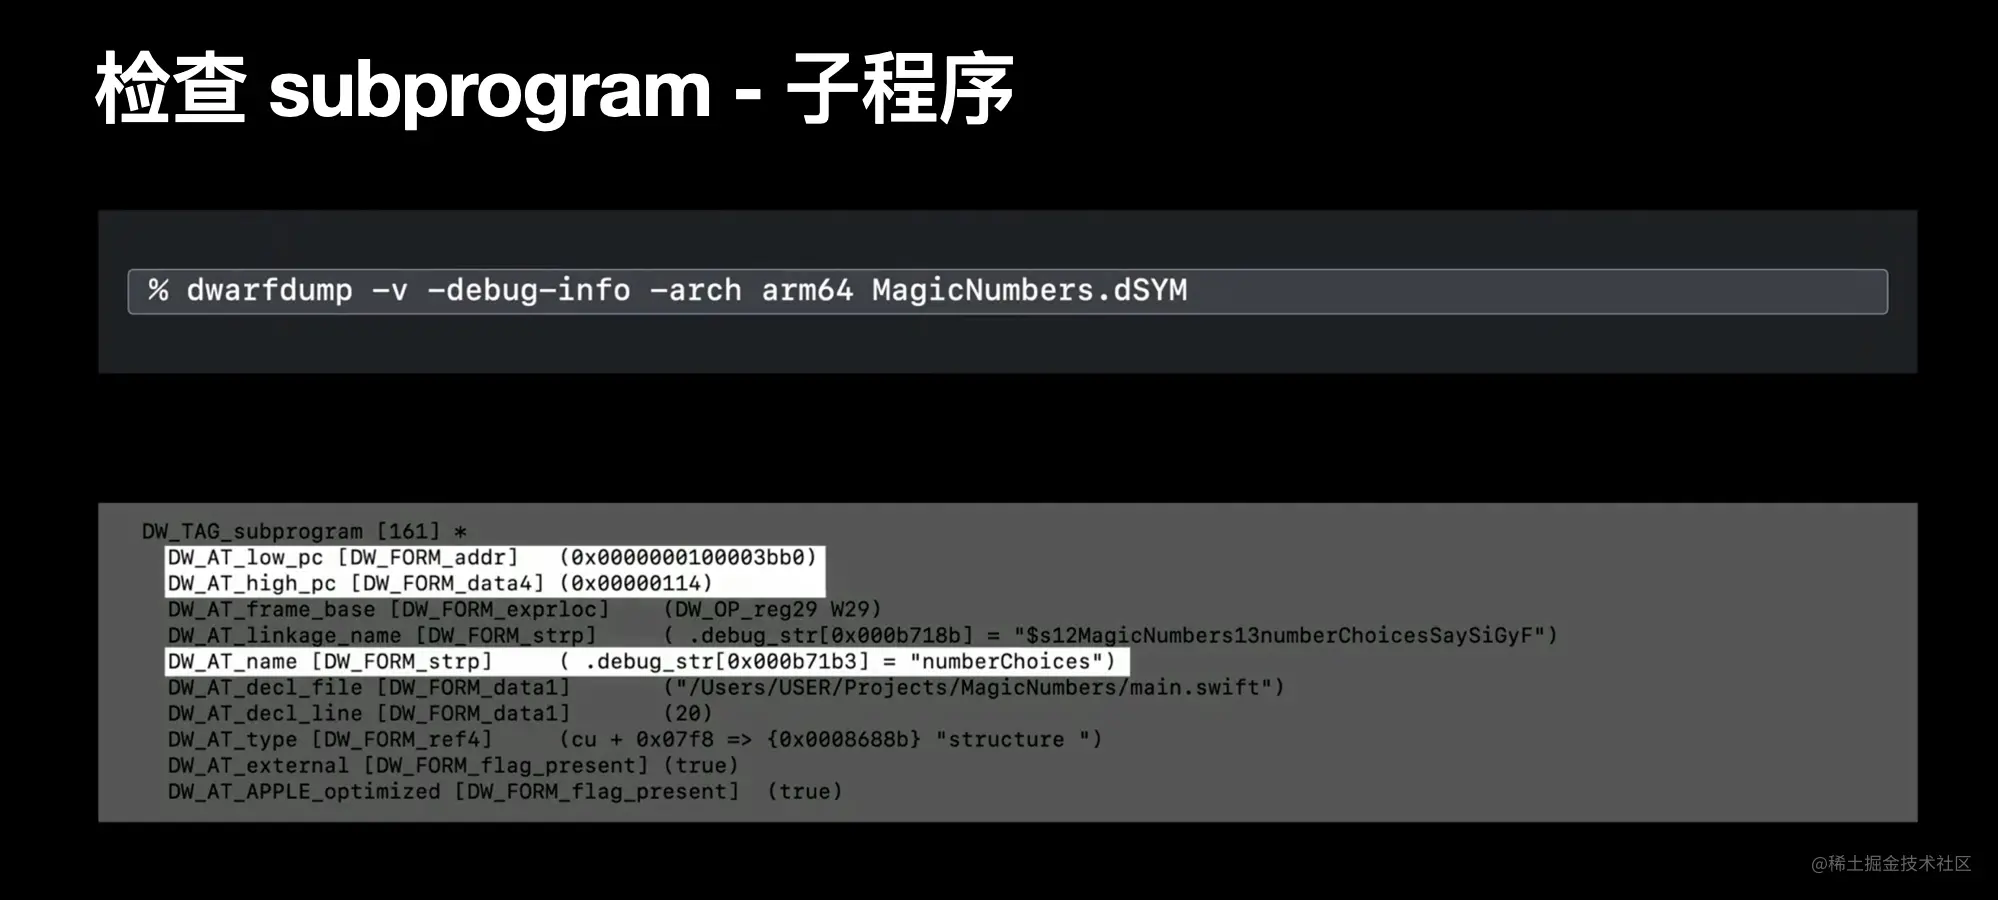 检查 subprogram - 子程序
% dwarfdump -v -debug-info -arch arm64 MagicNumbers.dSYM
DW_TAG_subprogram [161] *
DW_AT_low_pc [DW_FORM_addr] (0x0000000100003bb0)
DW_AT_high_pc [DW_FORM_data4] (0x00000114)
DW_AT_frame_base [DW_FORM_exprloc] (DW_OP_reg29 W29)
DW_AT_linkage_name [DW_FORM_strp] ( .debug_str[0x000b718b] = "$s12MagicNumbers13numberChoicesSaySiGyF")
DW_AT_name [DW_FORM_strp] ( .debug_str[0x000b71b3] = "numberChoices")
DW_AT_decl_file [DW_FORM_data1] ("/Users/USER/Projects/MagicNumbers/main.swift")
DW_AT_decl_line [DW_FORM_data1] (20)
DW_AT_type [DW_FORM_ref4] (cu + 0x07f8 => {0x0008688b} "structure ")
DW_AT_external [DW_FORM_flag_present] (true)
DW_AT_APPLE_optimized [DW_FORM_flag_present] (true)
@稀土掘金技术社区